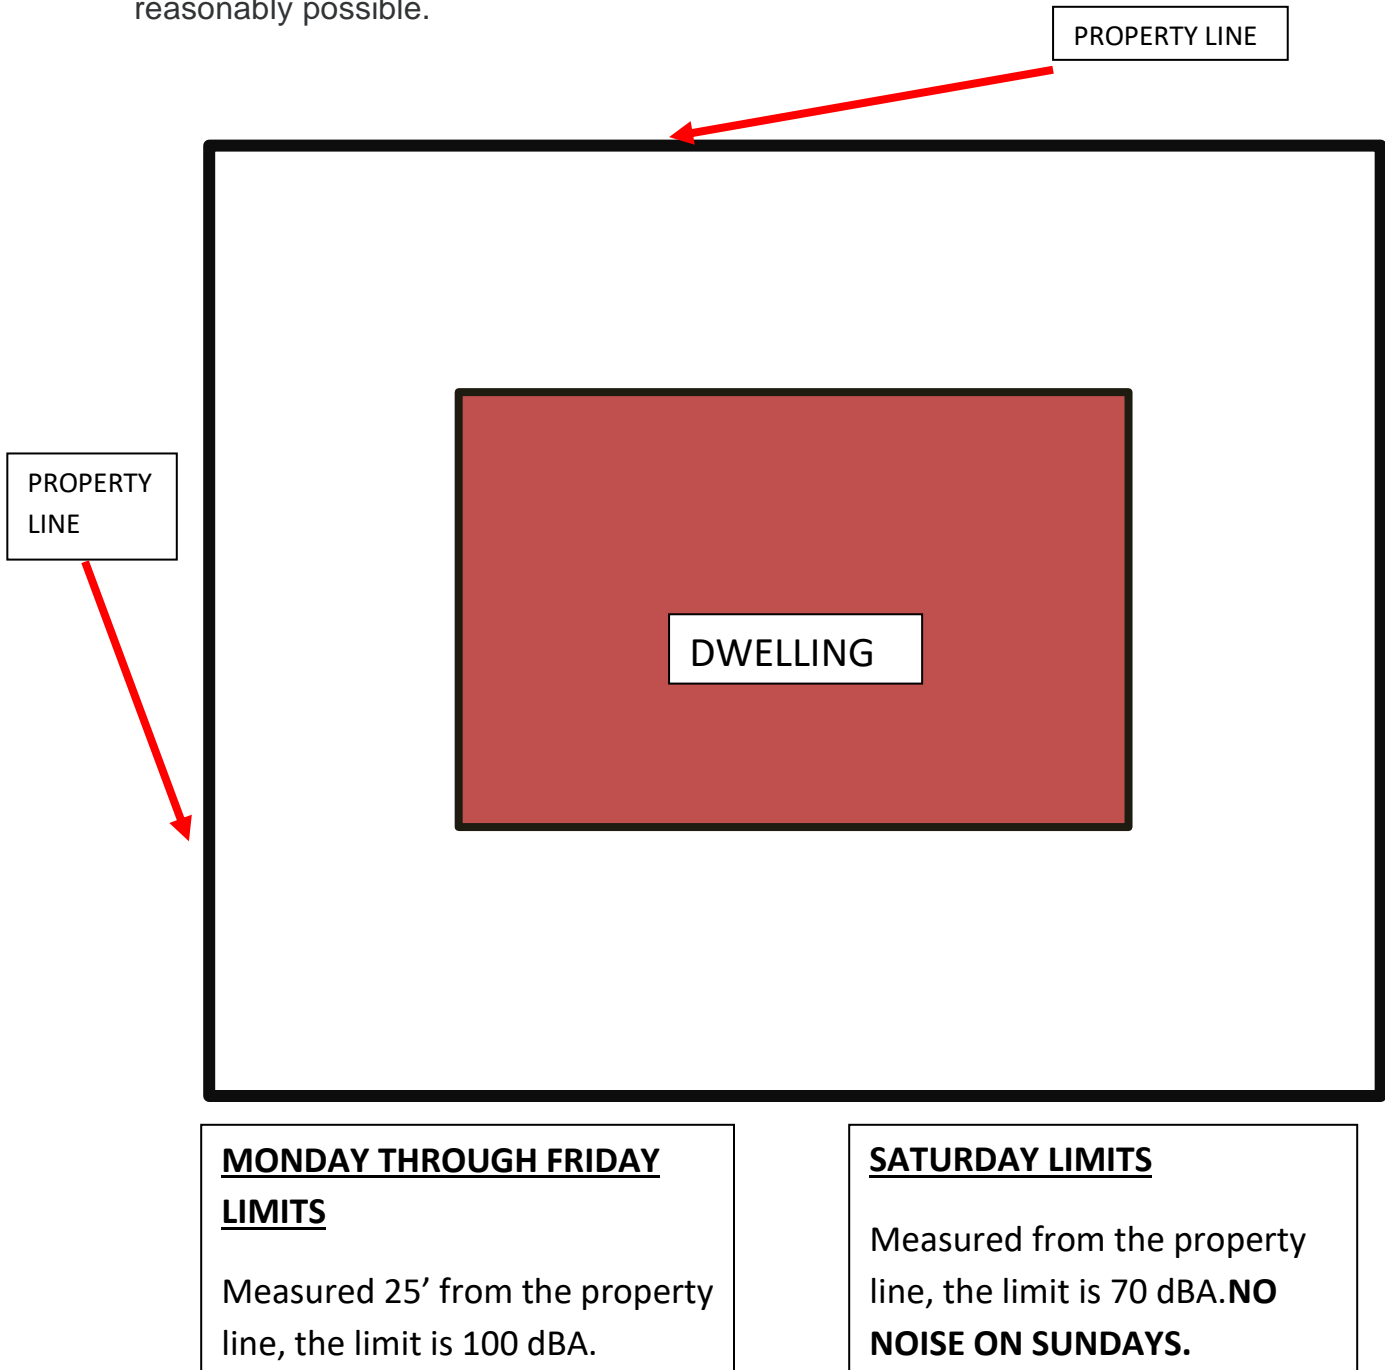 reasonably possible.
PROPERTY LINE
PROPERTY
LINE
DWELLING
MONDAY THROUGH FRIDAY
LIMITS
Measured 25’ from the property
line, the limit is 100 dBA.
SATURDAY LIMITS
Measured from the property
line, the limit is 70 dBA.NO
NOISE ON SUNDAYS.